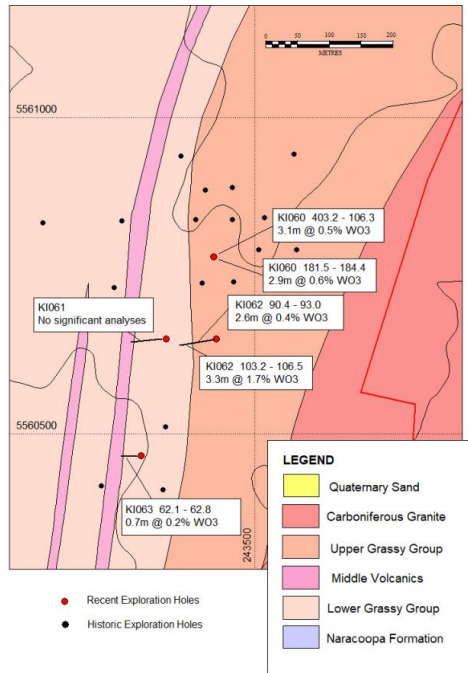 0 50 100 150 200
METRES
5561000
KI060 403.2 - 106.3
3.1m @ 0.5% WO3
KI060 181.5 - 184.4
2.9m @ 0.6% WO3
KI061
No significant analyses
KI062 90.4 - 93.0
2.6m @ 0.4% WO3
KI062 103.2 - 106.5
3.3m @ 1.7% WO3
5560500
KI063 62.1 - 62.8
0.7m @ 0.2% WO3
243500
LEGEND
Quaternary Sand
Carboniferous Granite
Upper Grassy Group
Middle Volcanics
Lower Grassy Group
Naracoopa Formation
Recent Exploration Holes
Historic Exploration Holes